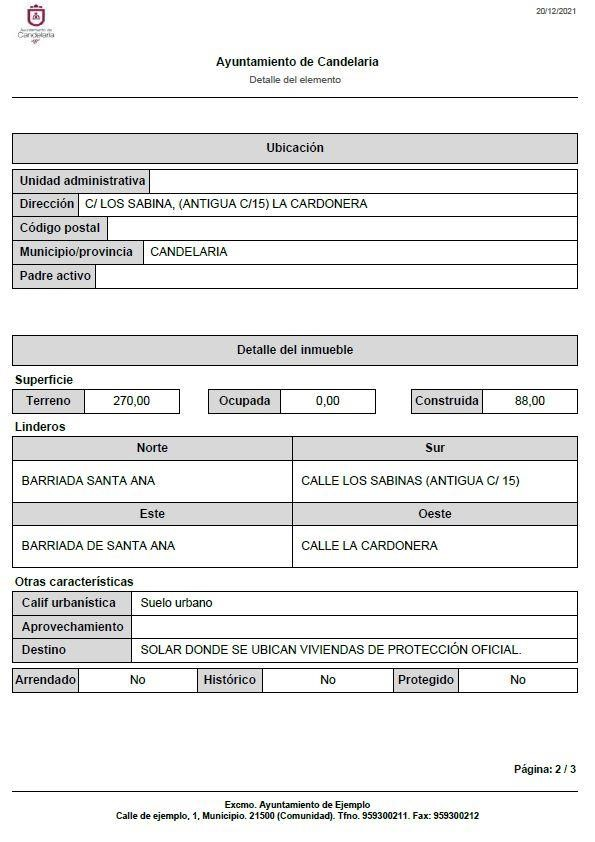 20/12/2021
Ayuntamiento de
Candelaria
Ayuntamiento de Candelaria
Detalle del elemento
Ubicación
Unidad administrativa
Dirección C/ LOS SABINA, (ANTIGUA C/15) LA CARDONERA
Código postal
Municipio/provincia CANDELARIA
Padre activo
Detalle del inmueble
Superficie
Terreno 270,00 Ocupada 0,00 Construida 88,00
Linderos
Norte Sur
BARRIADA SANTA ANA CALLE LOS SABINAS (ANTIGUA C/ 15)
Este Oeste
BARRIADA DE SANTA ANA CALLE LA CARDONERA
Otras características
Calif urbanística Suelo urbano
Aprovechamiento
Destino SOLAR DONDE SE UBICAN VIVIENDAS DE PROTECCIÓN OFICIAL.
Arrendado No Histórico No Protegido No
Página: 2 / 3
Excmo. Ayuntamiento de Ejemplo
Calle de ejemplo, 1, Municipio. 21500 (Comunidad). Tfno. 959300211. Fax: 959300212